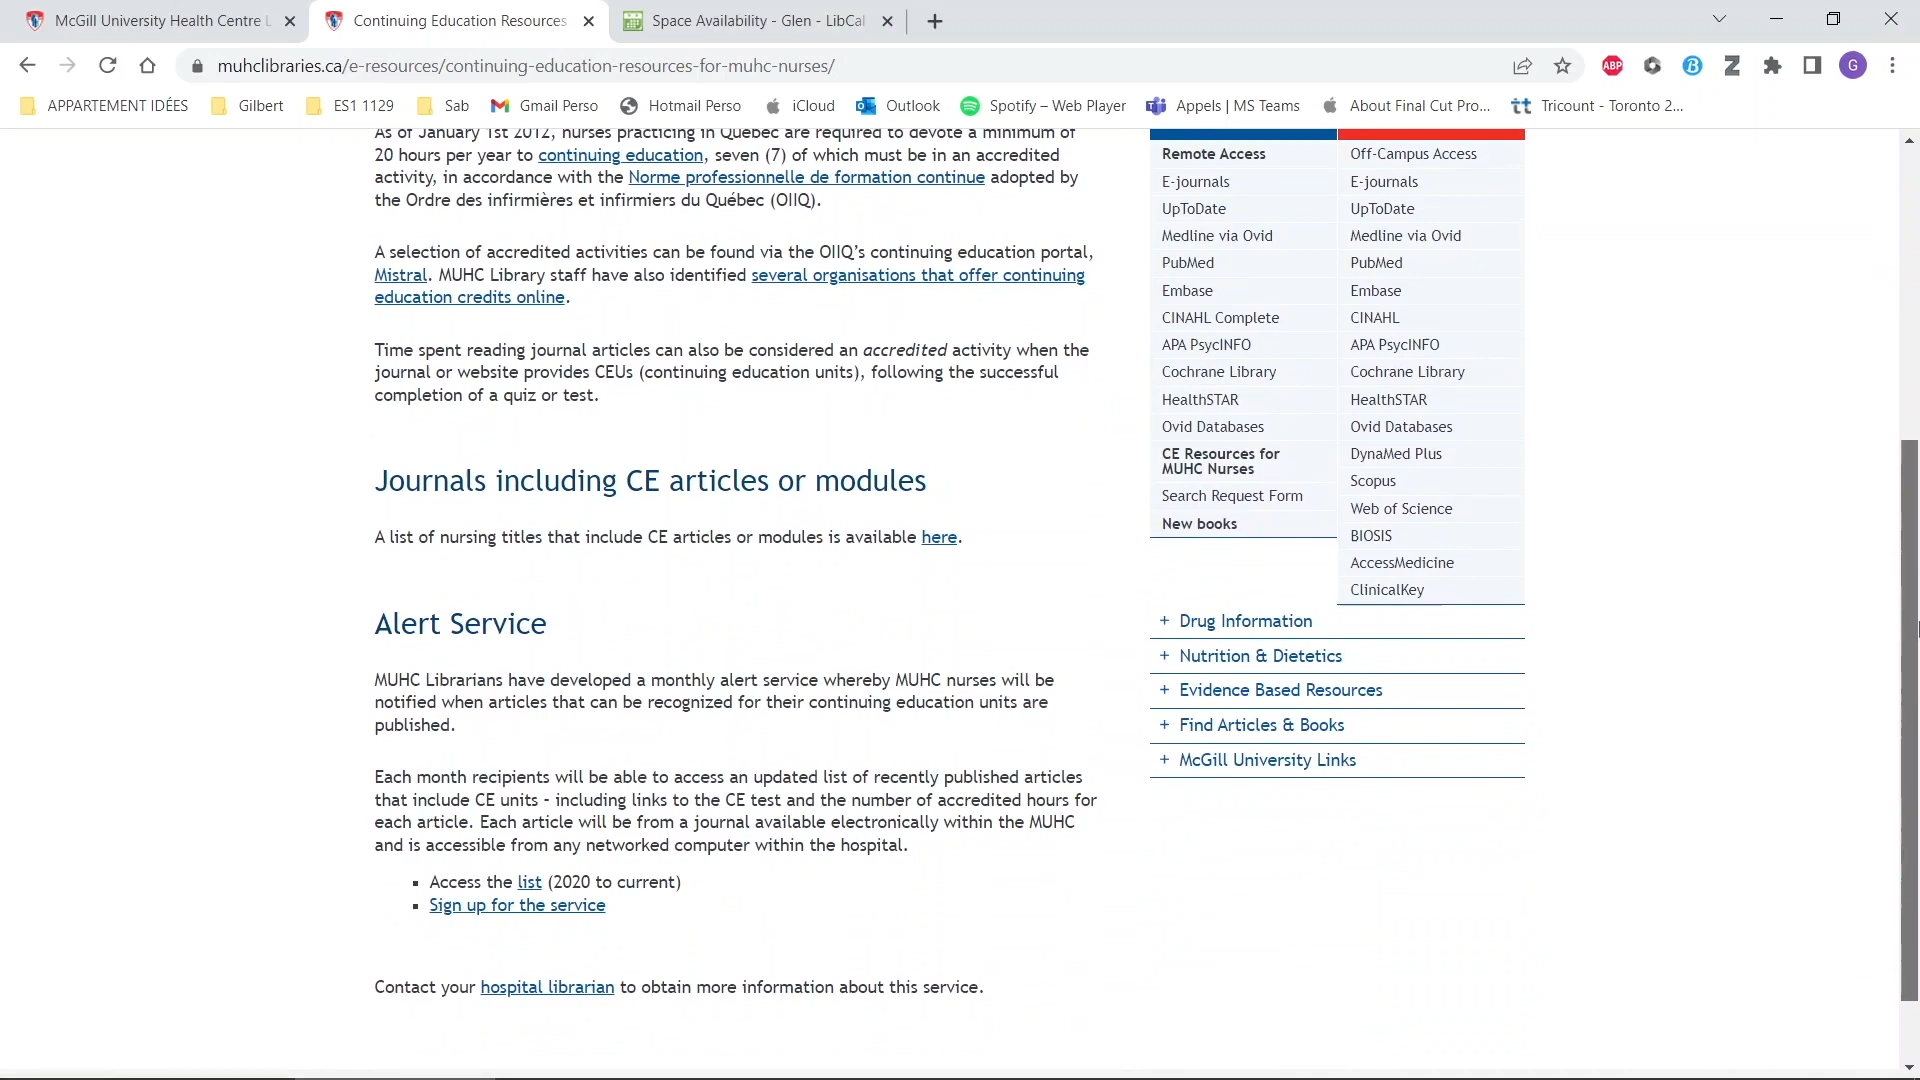 McGill University Health Centre L
Continuing Education Resources
Space Availability - Glen - LibCal
muhclibraries.ca/e-resources/continuing-education-resources-for-muhc-nurses/
ABP
G
APPARTEMENT IDÉES
Gilbert
ES1 1129
Sab
Gmail Perso
Hotmail Perso
iCloud
Outlook
Spotify – Web Player
Appels | MS Teams
About Final Cut Pro...
Tricount - Toronto 2...
As of January 1st 2012, nurses practicing in Quebec are required to devote a minimum of
20 hours per year to continuing education, seven (7) of which must be in an accredited
activity, in accordance with the Norme professionnelle de formation continue adopted by
the Ordre des infirmières et infirmiers du Québec (OIIQ).
A selection of accredited activities can be found via the OIIQ’s continuing education portal,
Mistral. MUHC Library staff have also identified several organisations that offer continuing
education credits online.
Time spent reading journal articles can also be considered an accredited activity when the
journal or website provides CEUs (continuing education units), following the successful
completion of a quiz or test.
Journals including CE articles or modules
A list of nursing titles that include CE articles or modules is available here.
Alert Service
MUHC Librarians have developed a monthly alert service whereby MUHC nurses will be
notified when articles that can be recognized for their continuing education units are
published.
Each month recipients will be able to access an updated list of recently published articles
that include CE units - including links to the CE test and the number of accredited hours for
each article. Each article will be from a journal available electronically within the MUHC
and is accessible from any networked computer within the hospital.
Access the list (2020 to current)
Sign up for the service
Contact your hospital librarian to obtain more information about this service.
Remote Access
E-journals
UpToDate
Medline via Ovid
PubMed
Embase
CINAHL Complete
APA PsycINFO
Cochrane Library
HealthSTAR
Ovid Databases
CE Resources for
MUHC Nurses
Search Request Form
New books
Off-Campus Access
E-journals
UpToDate
Medline via Ovid
PubMed
Embase
CINAHL
APA PsycINFO
Cochrane Library
HealthSTAR
Ovid Databases
DynaMed Plus
Scopus
Web of Science
BIOSIS
AccessMedicine
ClinicalKey
+ Drug Information
+ Nutrition & Dietetics
+ Evidence Based Resources
+ Find Articles & Books
+ McGill University Links